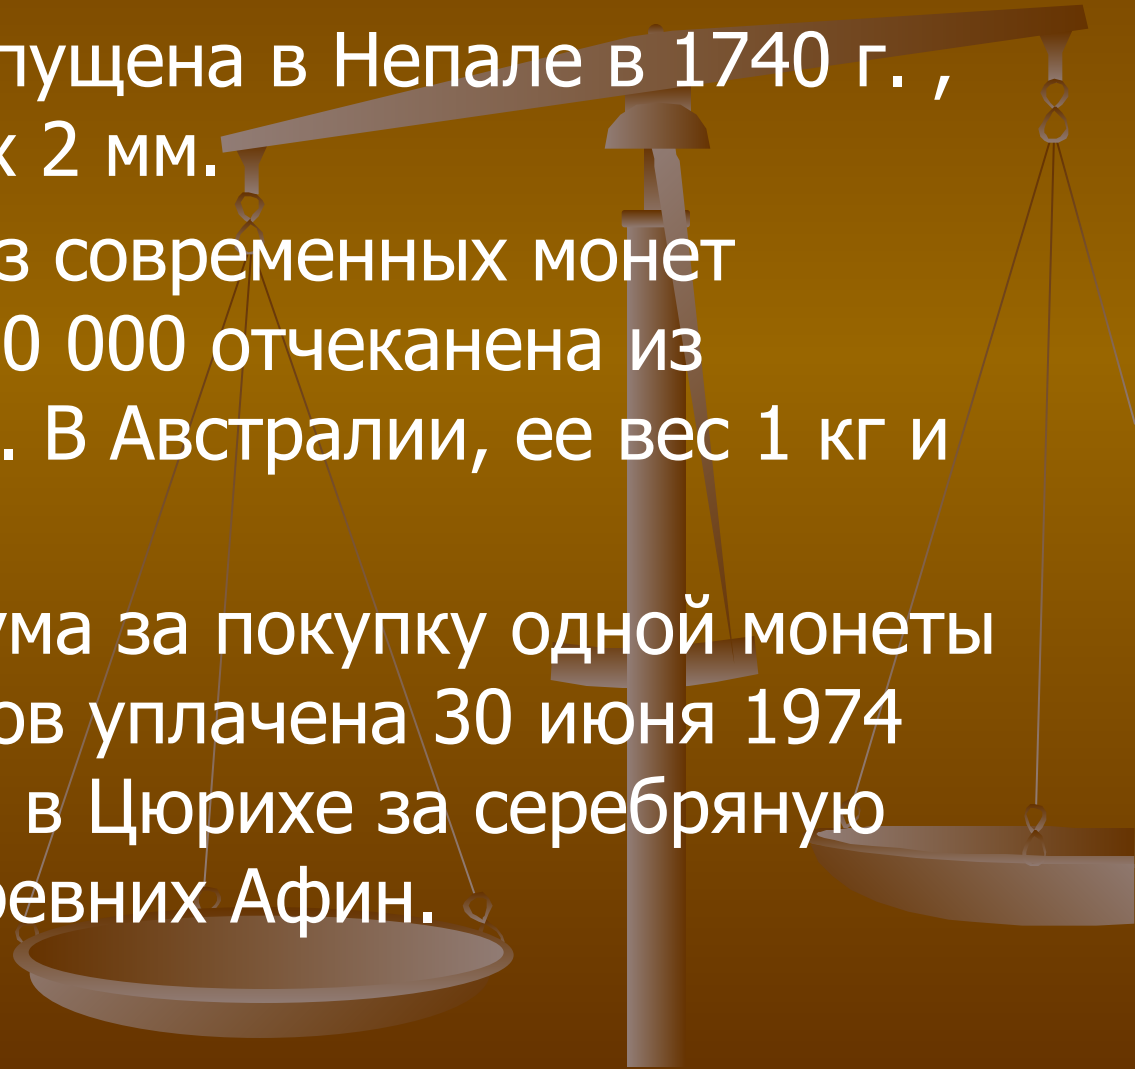 пущена в Непале в 1740 г. ,
х 2 мм.
з современных монет
0 000 отчеканена из
. В Австралии, ее вес 1 кг и
ума за покупку одной монеты
ов уплачена 30 июня 1974
в Цюрихе за серебряную
ревних Афин.